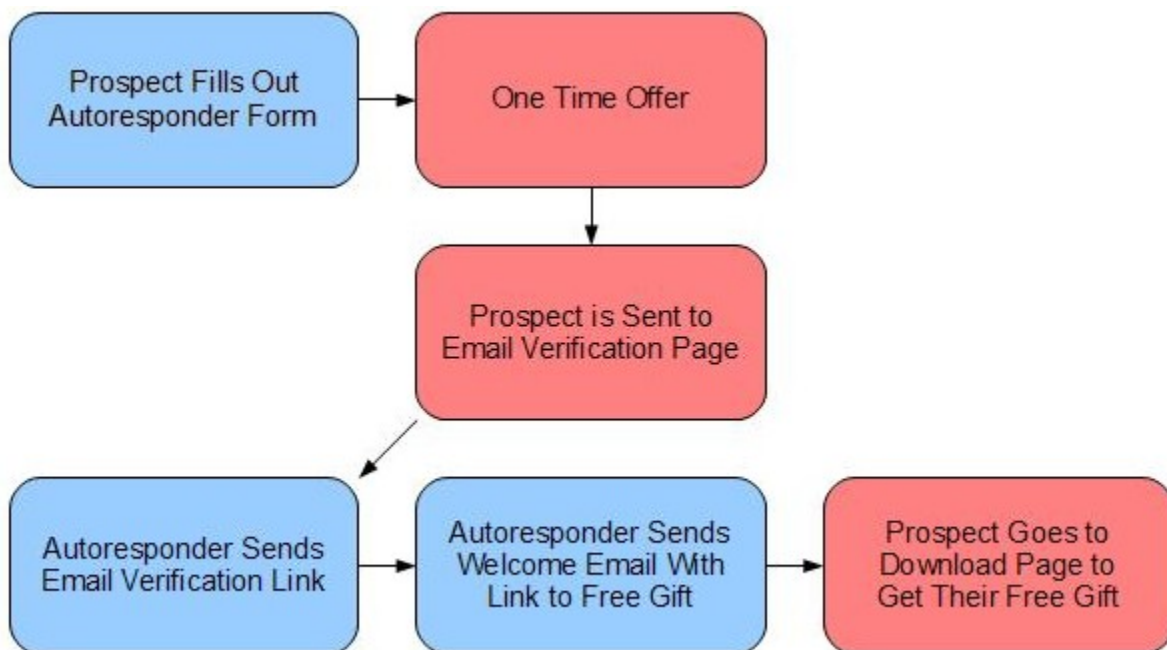 Prospect Fills Out
Autoresponder Form
One Time Offer
Prospect is Sent to
Email Verification Page
Autoresponder Sends
Email Verification Link
Autoresponder Sends
Welcome Email With
Link to Free Gift
Prospect Goes to
Download Page to
Get Their Free Gift